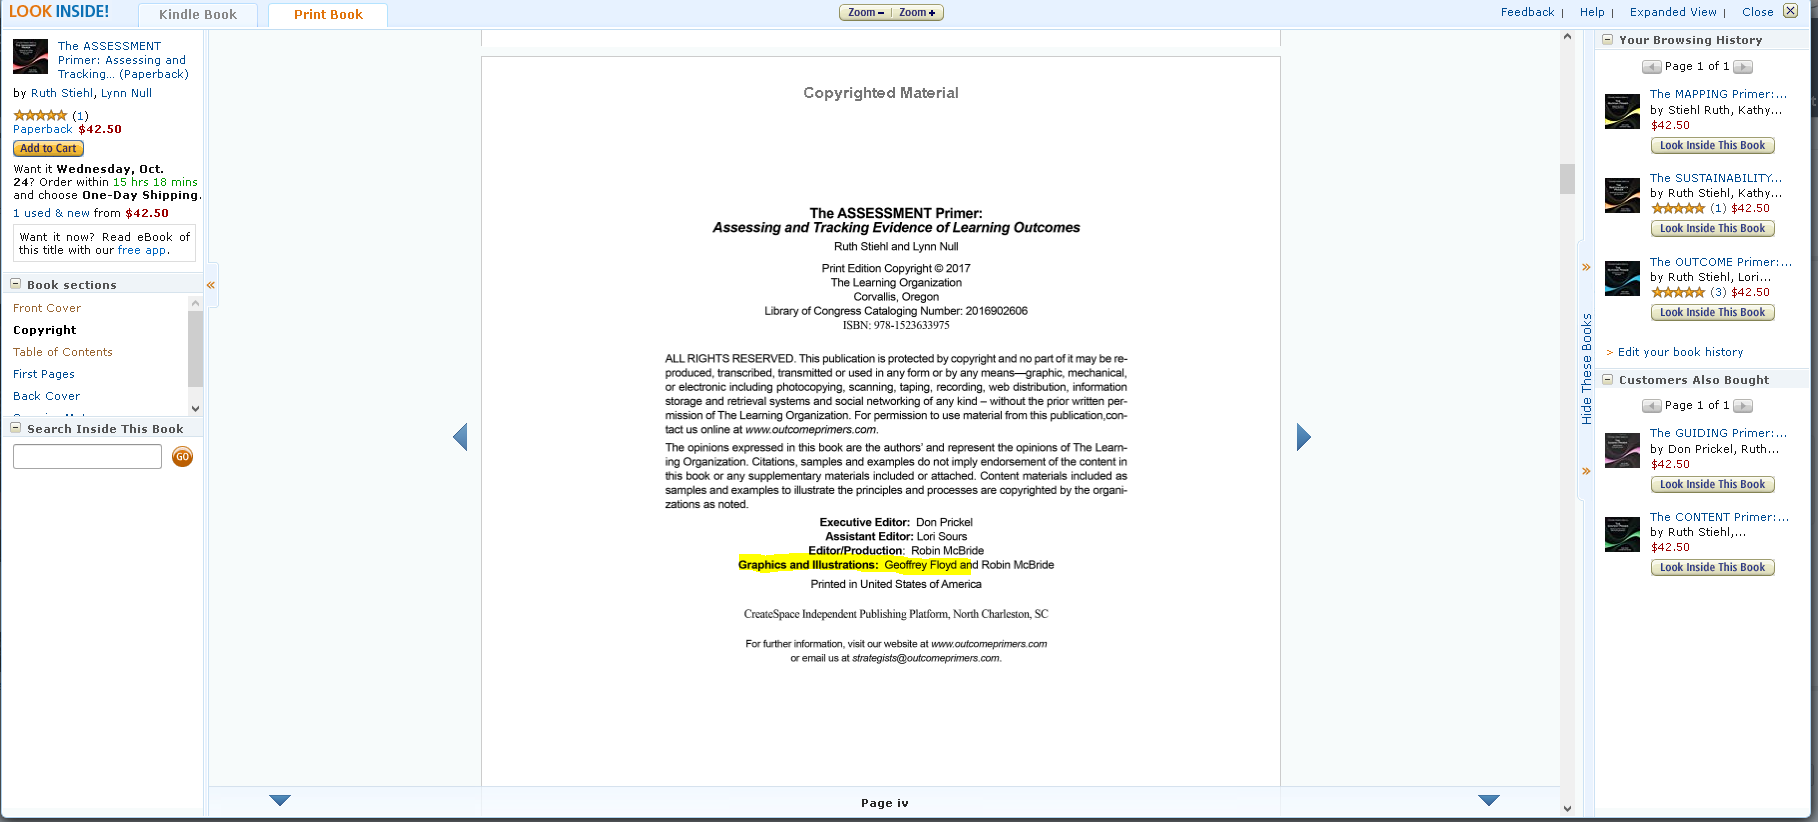 LOOK INSIDE!
Kindle Book
Print Book
Zoom –
Zoom +
Feedback | Help | Expanded View | Close
The ASSESSMENT
Primer: Assessing and
Tracking... (Paperback)
by Ruth Stiehl, Lynn Null
(1)
Paperback $42.50
Add to Cart
Want it Wednesday, Oct.
24? Order within 15 hrs 18 mins
and choose One-Day Shipping.
1 used & new from $42.50
Want it now? Read eBook of
this title with our free app.
Book sections
Front Cover
Copyright
Table of Contents
First Pages
Back Cover
Search Inside This Book
GO
Copyrighted Material
The ASSESSMENT Primer:
Assessing and Tracking Evidence of Learning Outcomes
Ruth Stiehl and Lynn Null
Print Edition Copyright © 2017
The Learning Organization
Corvallis, Oregon
Library of Congress Cataloging Number: 2016902606
ISBN: 978-1523633975
ALL RIGHTS RESERVED. This publication is protected by copyright and no part of it may be re-
produced, transcribed, transmitted or used in any form or by any means—graphic, mechanical,
or electronic including photocopying, scanning, taping, recording, web distribution, information
storage and retrieval systems and social networking of any kind – without the prior written per-
mission of The Learning Organization. For permission to use material from this publication,con-
tact us online at www.outcomeprimers.com.
The opinions expressed in this book are the authors' and represent the opinions of The Learn-
ing Organization. Citations, samples and examples do not imply endorsement of the content in
this book or any supplementary materials included or attached. Content materials included as
samples and examples to illustrate the principles and processes are copyrighted by the organi-
zations as noted.
Executive Editor: Don Prickel
Assistant Editor: Lori Sours
Editor/Production: Robin McBride
Graphics and Illustrations: Geoffrey Floyd and Robin McBride
Printed in United States of America
CreateSpace Independent Publishing Platform, North Charleston, SC
For further information, visit our website at www.outcomeprimers.com
or email us at strategists@outcomeprimers.com.
Page iv
Hide These Books
Your Browsing History
Page 1 of 1
The MAPPING Primer:...
by Stiehl Ruth, Kathy...
$42.50
Look Inside This Book
The SUSTAINABILITY...
by Ruth Stiehl, Kathy...
(1) $42.50
Look Inside This Book
The OUTCOME Primer:...
by Ruth Stiehl, Lori...
(3) $42.50
Look Inside This Book
> Edit your book history
Customers Also Bought
Page 1 of 1
The GUIDING Primer:...
by Don Prickel, Ruth...
$42.50
Look Inside This Book
The CONTENT Primer:...
by Ruth Stiehl,...
$42.50
Look Inside This Book